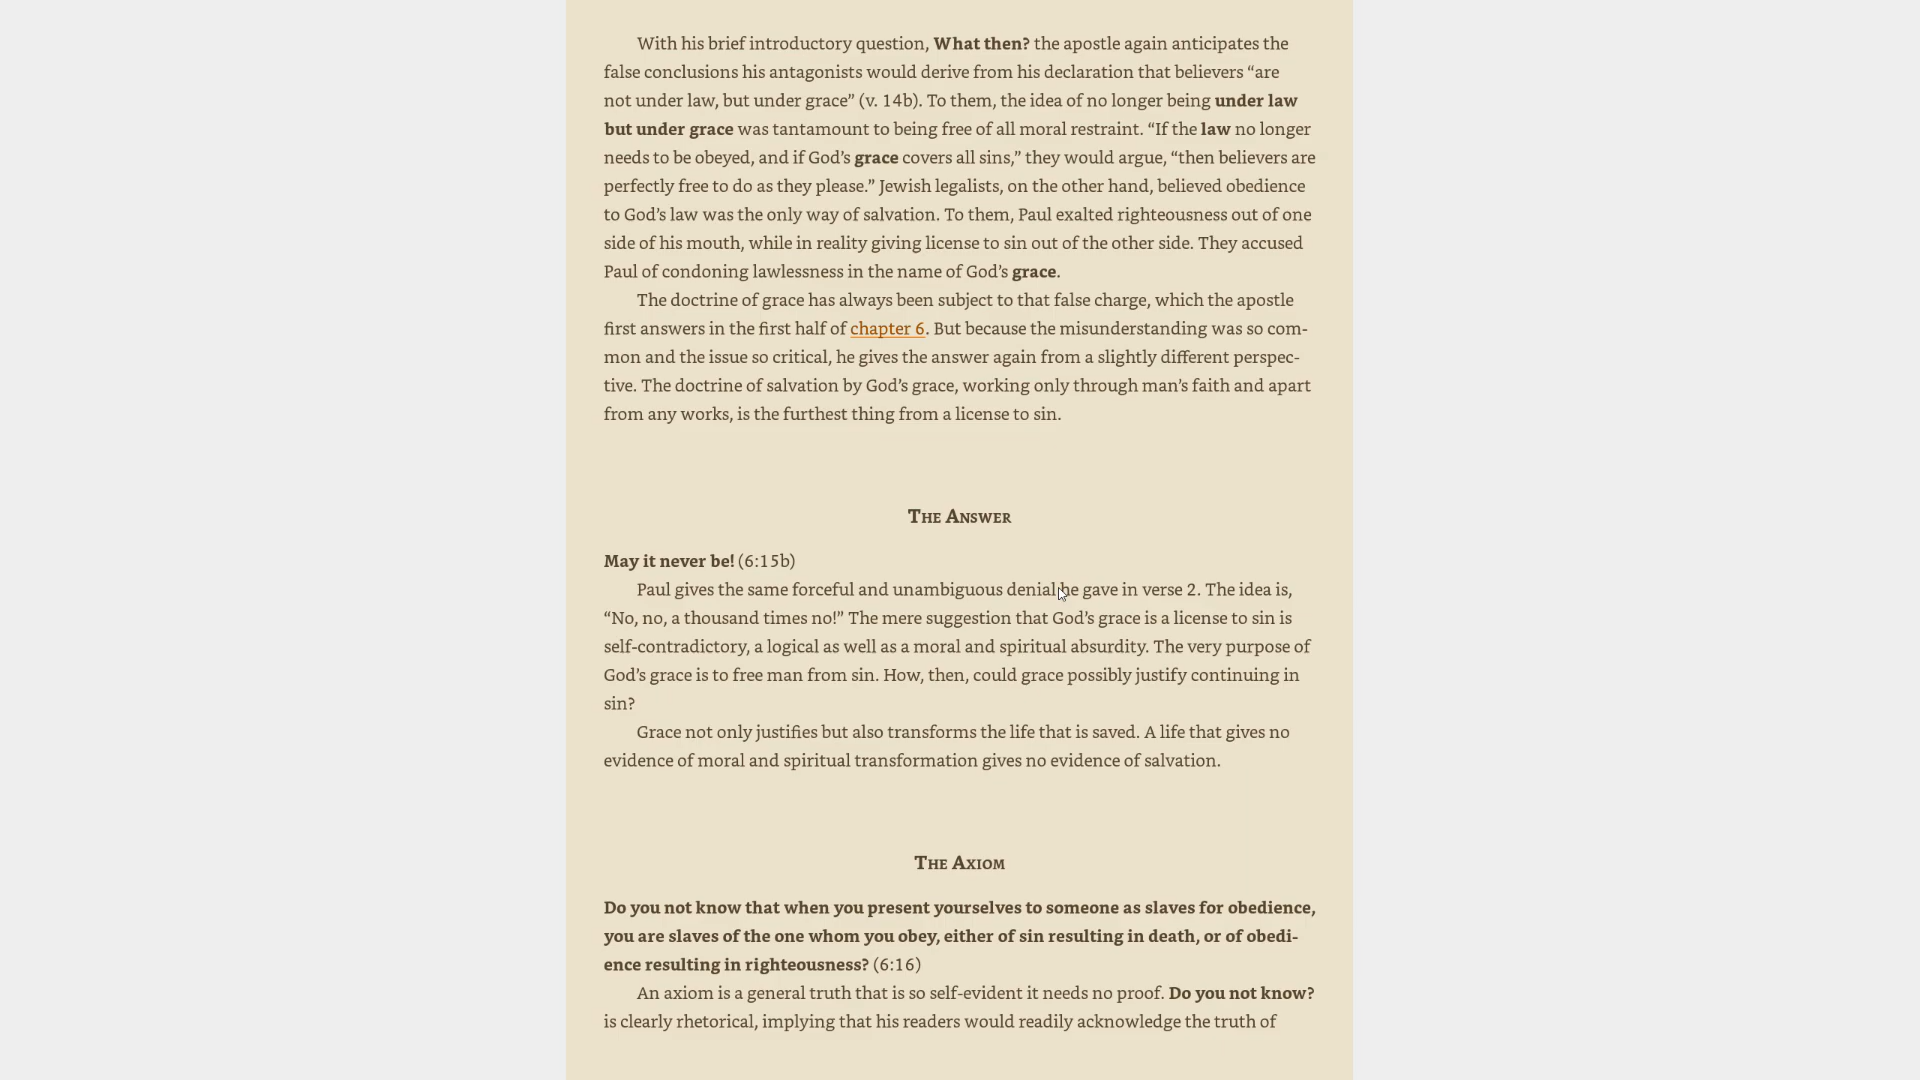 With his brief introductory question, What then? the apostle again anticipates the
false conclusions his antagonists would derive from his declaration that believers “are
not under law, but under grace” (v. 14b). To them, the idea of no longer being under law
but under grace was tantamount to being free of all moral restraint. “If the law no longer
needs to be obeyed, and if God’s grace covers all sins,” they would argue, “then believers are
perfectly free to do as they please.” Jewish legalists, on the other hand, believed obedience
to God’s law was the only way of salvation. To them, Paul exalted righteousness out of one
side of his mouth, while in reality giving license to sin out of the other side. They accused
Paul of condoning lawlessness in the name of God’s grace.
The doctrine of grace has always been subject to that false charge, which the apostle
first answers in the first half of chapter 6. But because the misunderstanding was so com-
mon and the issue so critical, he gives the answer again from a slightly different perspec-
tive. The doctrine of salvation by God’s grace, working only through man’s faith and apart
from any works, is the furthest thing from a license to sin.
The Answer
May it never be! (6:15b)
Paul gives the same forceful and unambiguous denial he gave in verse 2. The idea is,
“No, no, a thousand times no!” The mere suggestion that God’s grace is a license to sin is
self-contradictory, a logical as well as a moral and spiritual absurdity. The very purpose of
God’s grace is to free man from sin. How, then, could grace possibly justify continuing in
sin?
Grace not only justifies but also transforms the life that is saved. A life that gives no
evidence of moral and spiritual transformation gives no evidence of salvation.
The Axiom
Do you not know that when you present yourselves to someone as slaves for obedience,
you are slaves of the one whom you obey, either of sin resulting in death, or of obedi-
ence resulting in righteousness? (6:16)
An axiom is a general truth that is so self-evident it needs no proof. Do you not know?
is clearly rhetorical, implying that his readers would readily acknowledge the truth of